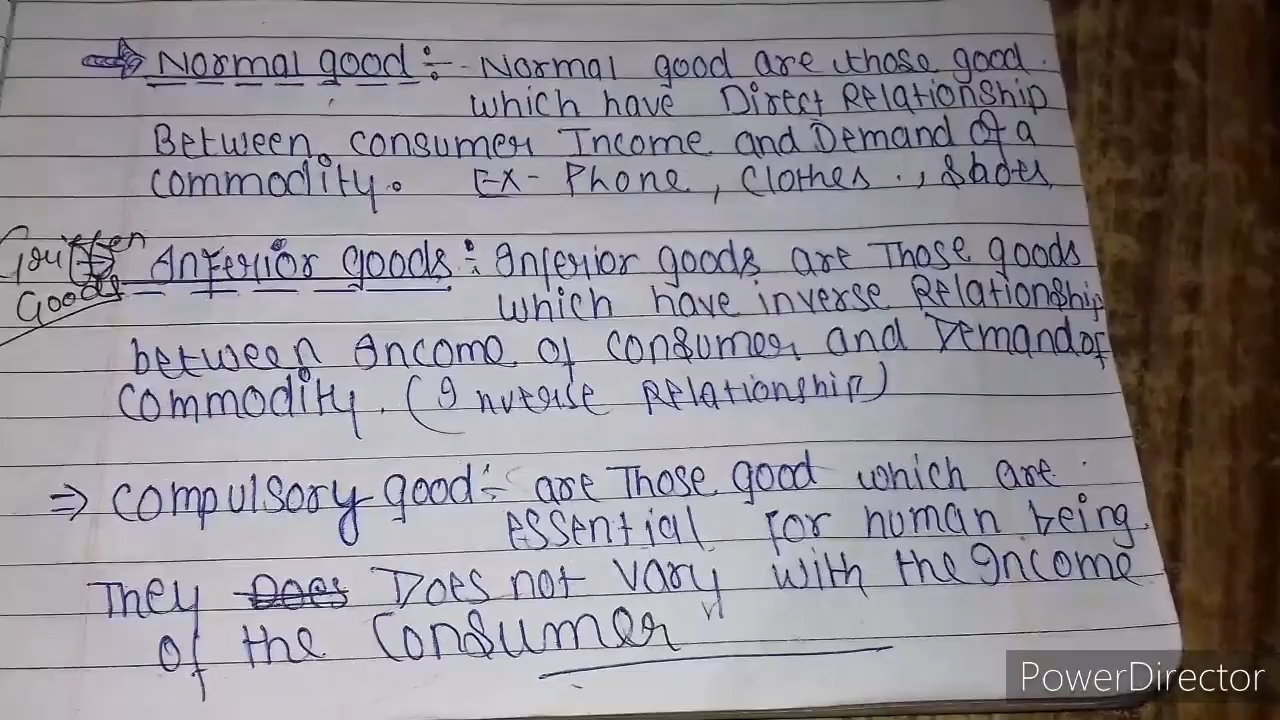 Normal good :- Normal good are those good.
which have Direct Relationship
Between consumer Income and Demand of a
commodity. Ex- Phone, Clothes., Shoes
Giriffen
Goods
Inferior goods : Inferior goods are Those goods
which have inverse Relationship
between Income of consumer and Demand of
commodity. (Inverse Relationship)
⇒ Compulsory good :- are Those good which are
essential for human being.
They Does Does not vary with the Income
of the Consumer"
PowerDirector